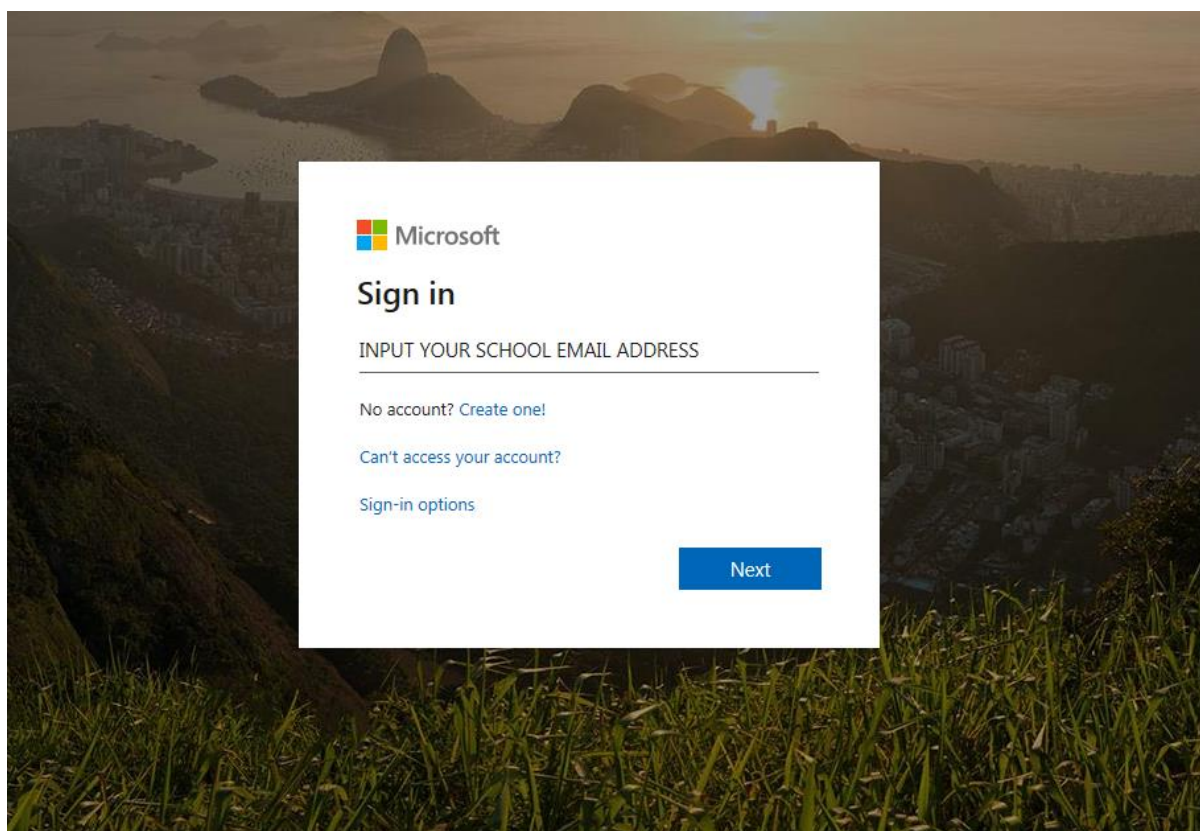 Microsoft
Sign in
INPUT YOUR SCHOOL EMAIL ADDRESS
No account? Create one!
Can't access your account?
Sign-in options
Next